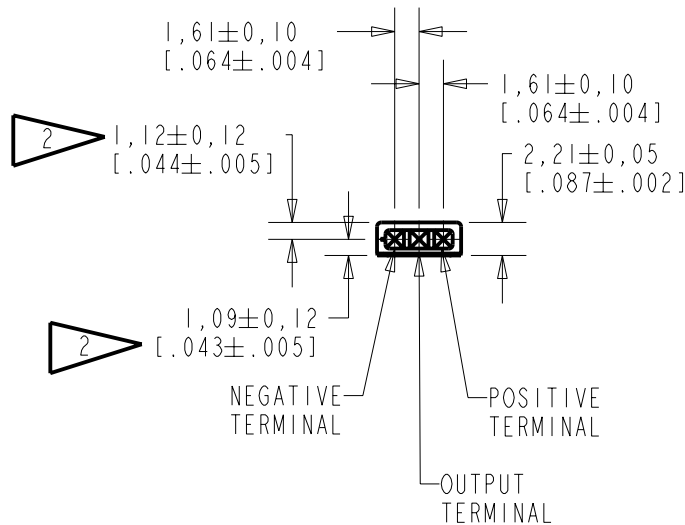 1,61±0,10
[.064±.004]
1,61±0,10
[.064±.004]
2
1,12±0,12
[.044±.005]
2,21±0,05
[.087±.002]
1,09±0,12
[.043±.005]
2
NEGATIVE
TERMINAL
POSITIVE
TERMINAL
OUTPUT
TERMINAL